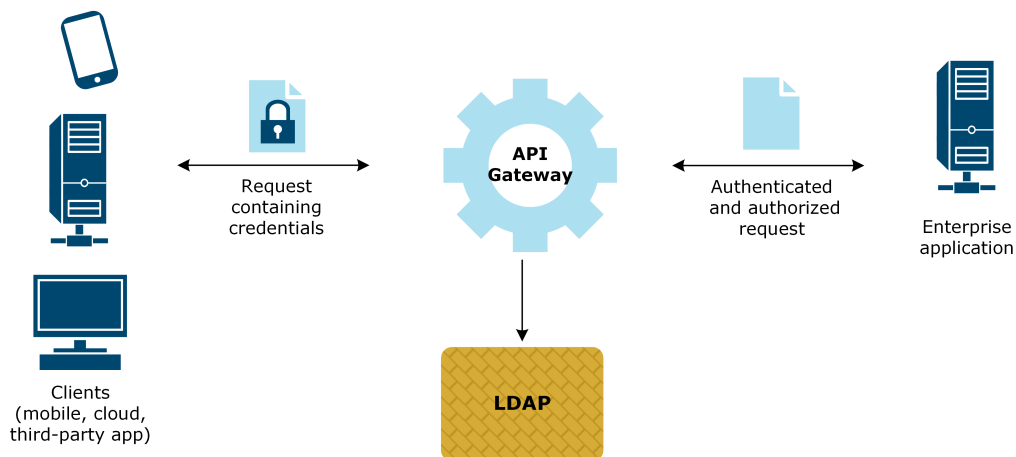 Request
containing
credentials
API
Gateway
Authenticated
and authorized
request
Enterprise
application
Clients
(mobile, cloud,
third-party app)
LDAP